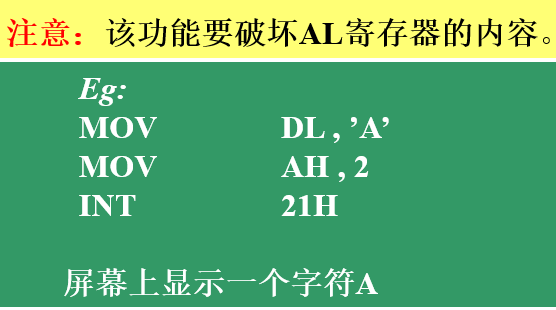 注意：该功能要破坏AL寄存器的内容。
Eg:
MOV DL , ’A’
MOV AH , 2
INT 21H
屏幕上显示一个字符A